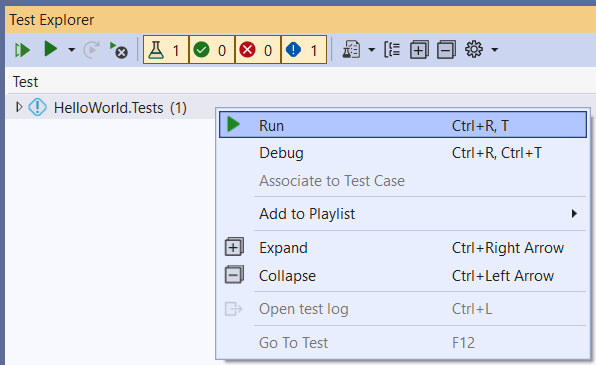 Test Explorer
1 0 0 1
Test
HelloWorld.Tests (1)
Run Ctrl+R, T
Debug Ctrl+R, Ctrl+T
Associate to Test Case
Add to Playlist
Expand Ctrl+Right Arrow
Collapse Ctrl+Left Arrow
Open test log Ctrl+L
Go To Test F12